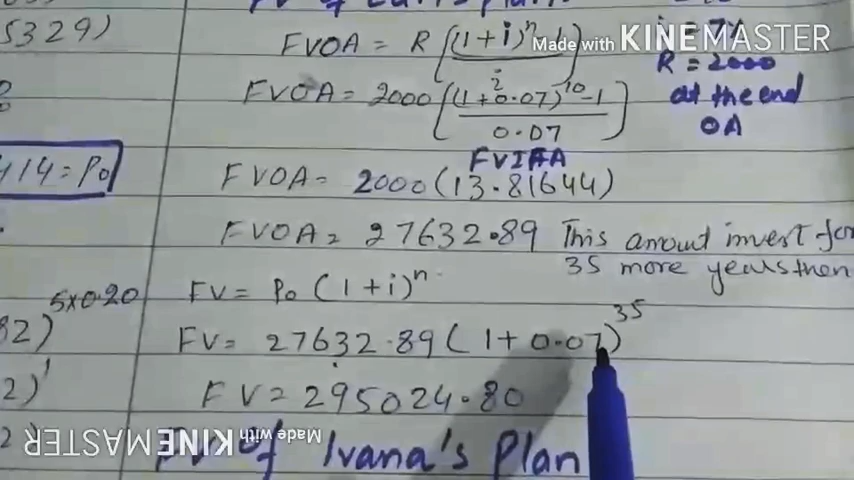 5329)
FVOA = R [(1+i)ⁿ-1
i
i = 7%
R = 2000
at the end
OA
Made with KINEMASTER
FVOA = 2000 [(1+0.07)¹⁰-1
0.07
FVIFA
414 = P₀
FVOA = 2000 (13.81644)
FVOA = 27632.89 This amount invest for
35 more years then
FV = P₀ (1+i)ⁿ
5x0.20
FV = 27632.89 (1+0.07)³⁵
FV = 295024.80
Made with KINEMASTER
FV of Ivana's Plan